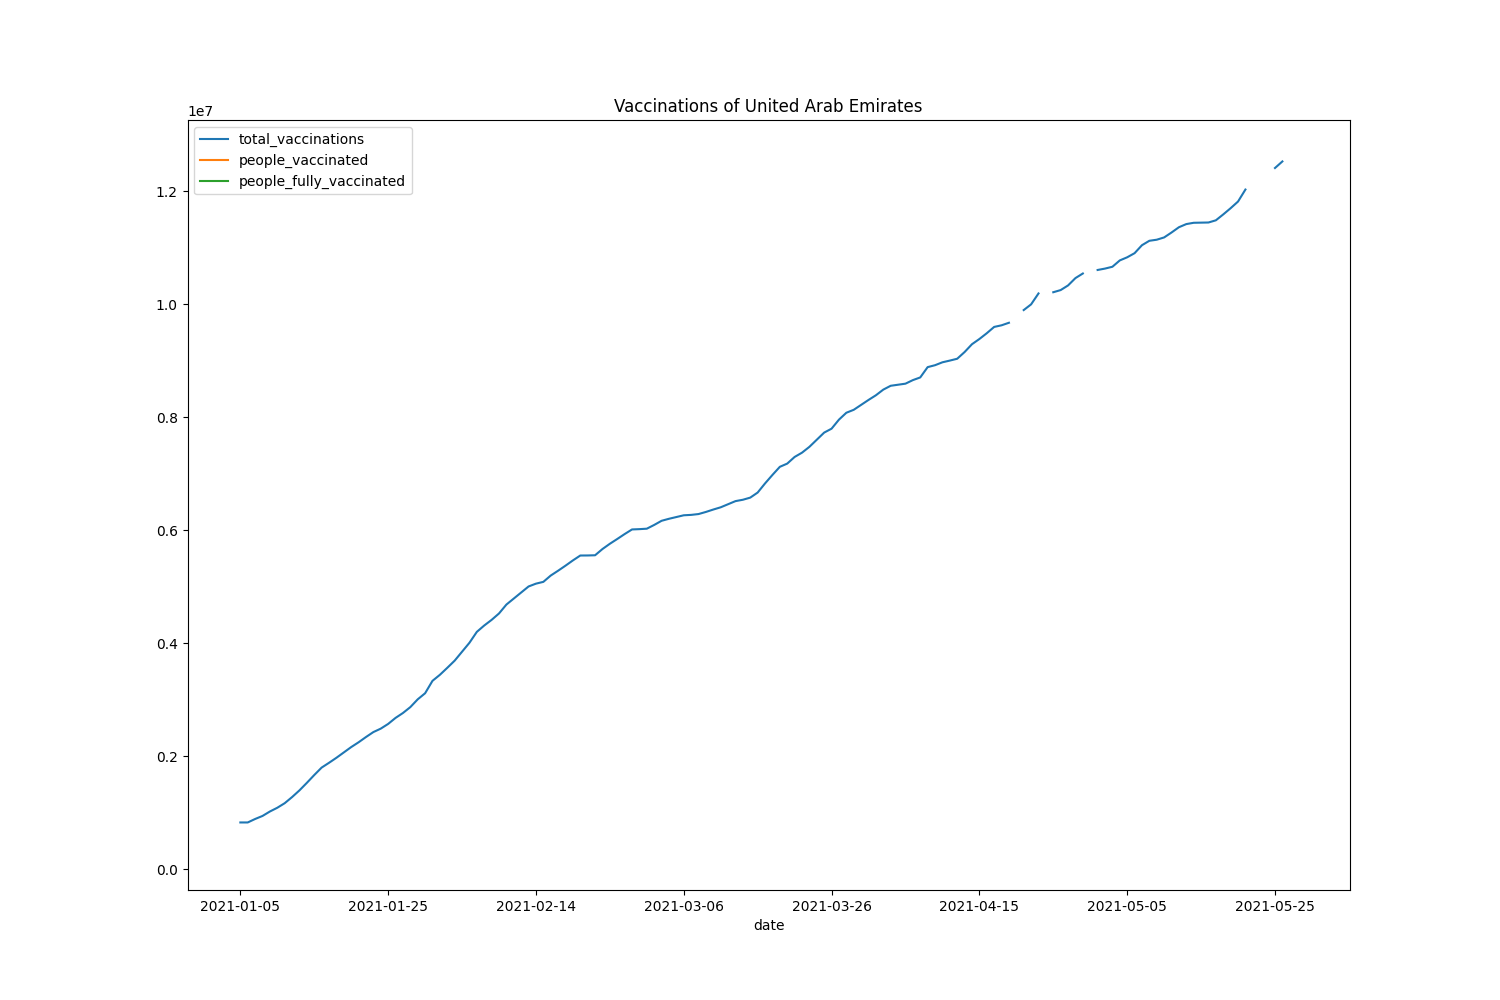 Vaccinations of United Arab Emirates
1e7
total_vaccinations
people_vaccinated
people_fully_vaccinated
1.2
1.0
0.8
0.6
0.4
0.2
0.0
2021-01-05 2021-01-25 2021-02-14 2021-03-06 2021-03-26 2021-04-15 2021-05-05 2021-05-25
date